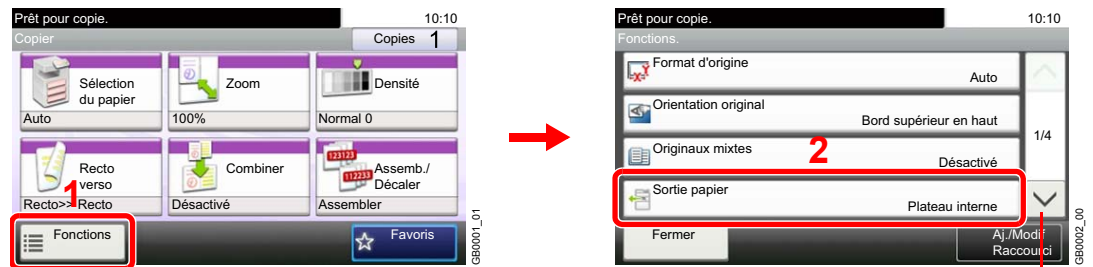 Prêt pour copie.
10:10
Copier
Copies 1
Sélection
du papier
Auto
Zoom
100%
Densité
Normal 0
Recto
verso
Recto>> Recto
Combiner
Désactivé
123123
112233
Assemb./
Décaler
Assembler
1
Fonctions
Favoris
GB0001_01
Prêt pour copie.
10:10
Fonctions.
Format d'origine
Auto
Orientation original
Bord supérieur en haut
1/4
Originaux mixtes
2
Désactivé
Sortie papier
Plateau interne
Fermer
Aj./Modif
Raccourci
GB0002_00